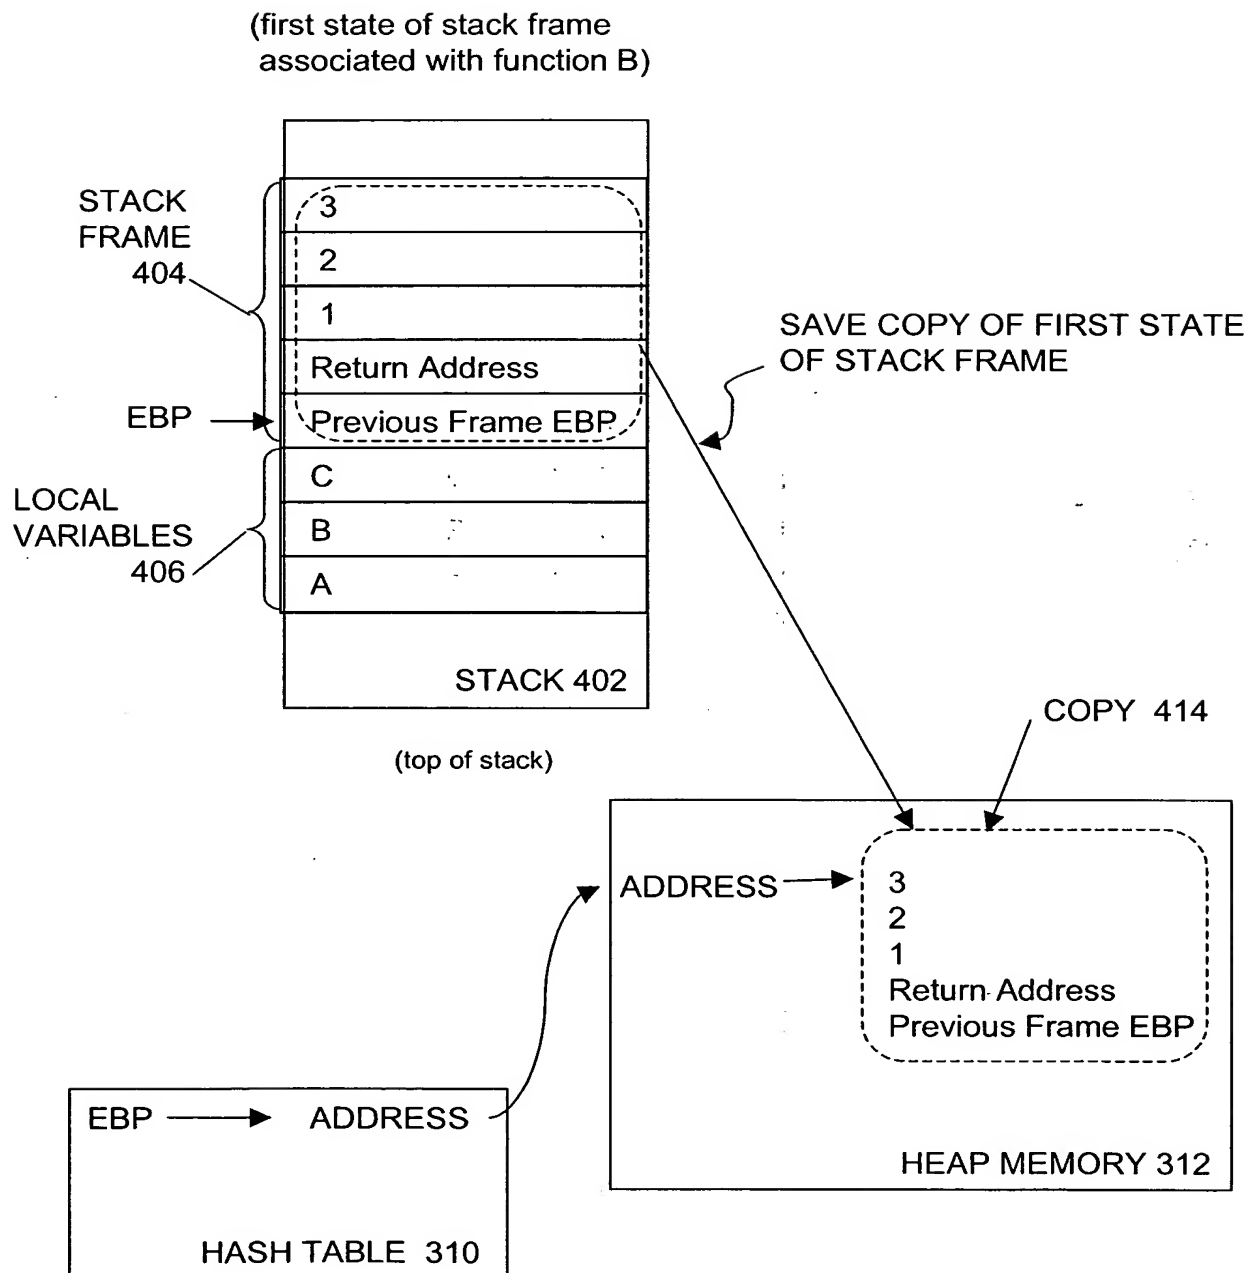 (first state of stack frame
associated with function B)
STACK
FRAME
404
3
2
1
Return Address
EBP
Previous Frame EBP
SAVE COPY OF FIRST STATE
OF STACK FRAME
LOCAL
VARIABLES
406
C
B
A
STACK 402
(top of stack)
COPY 414
ADDRESS
3
2
1
Return Address
Previous Frame EBP
HEAP MEMORY 312
EBP
ADDRESS
HASH TABLE 310